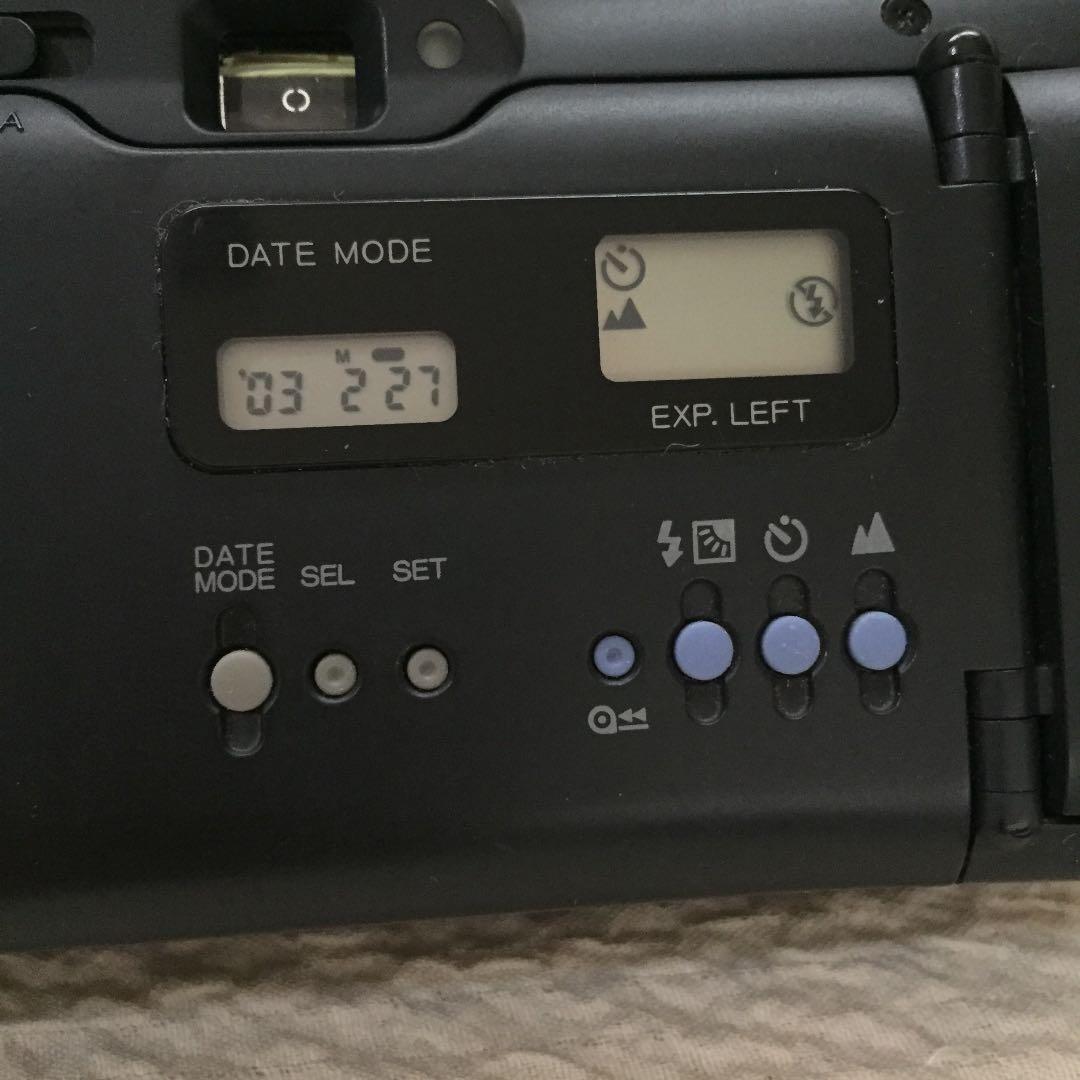 A
DATE MODE
M
'03 2 27
EXP. LEFT
DATE
MODE
SEL
SET